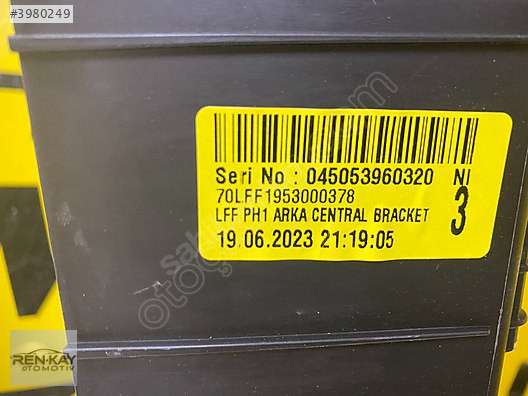 #3980249
Seri No : 045053960320 NI
70LFF1953000378
LFF PH1 ARKA CENTRAL BRACKET
3
19.06.2023 21:19:05
REN-KAY
OTOMOTİV